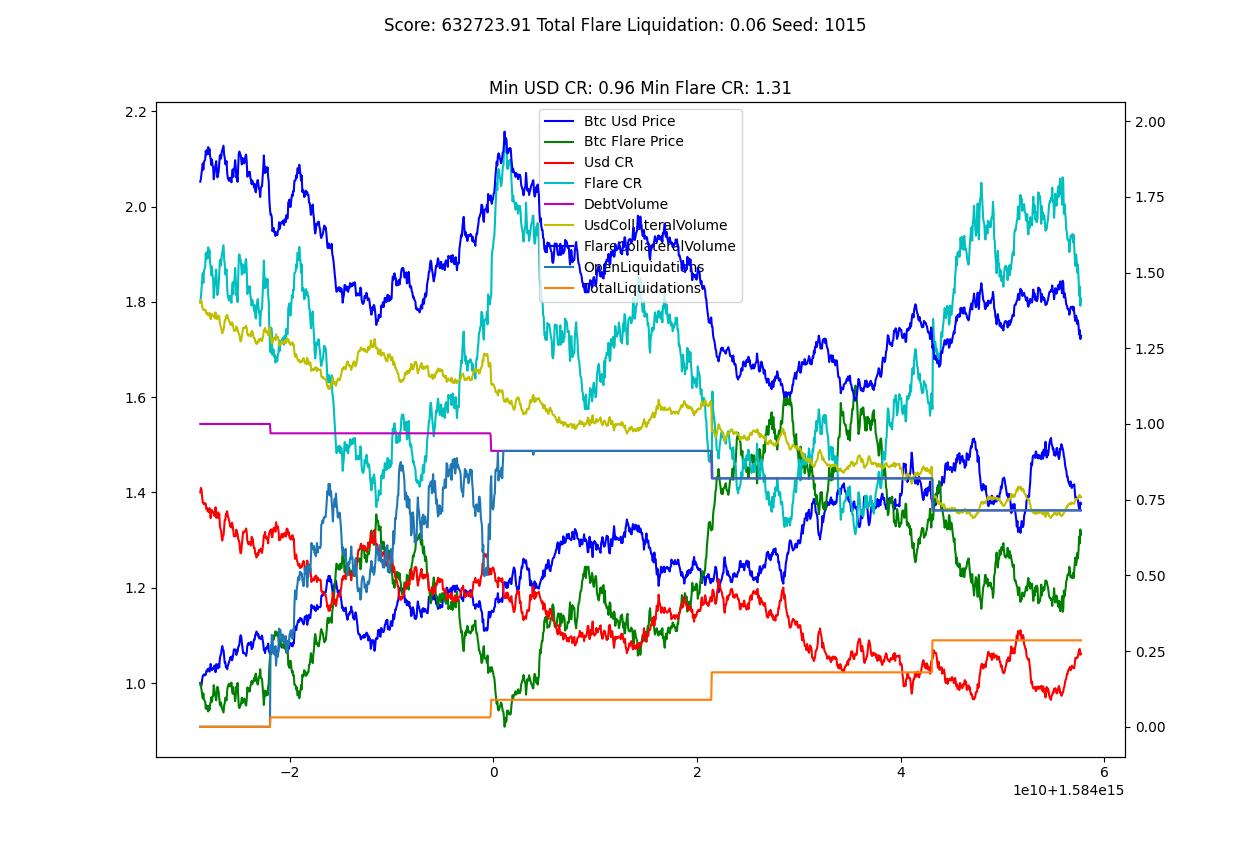 Score: 632723.91 Total Flare Liquidation: 0.06 Seed: 1015
Min USD CR: 0.96 Min Flare CR: 1.31
Btc Usd Price
Btc Flare Price
Usd CR
Flare CR
DebtVolume
UsdCollateralVolume
FlareCollateralVolume
OpenLiquidations
TotalLiquidations
2.2
2.0
1.8
1.6
1.4
1.2
1.0
2.00
1.75
1.50
1.25
1.00
0.75
0.50
0.25
0.00
−2 0 2 4 6
1e10+1.584e15